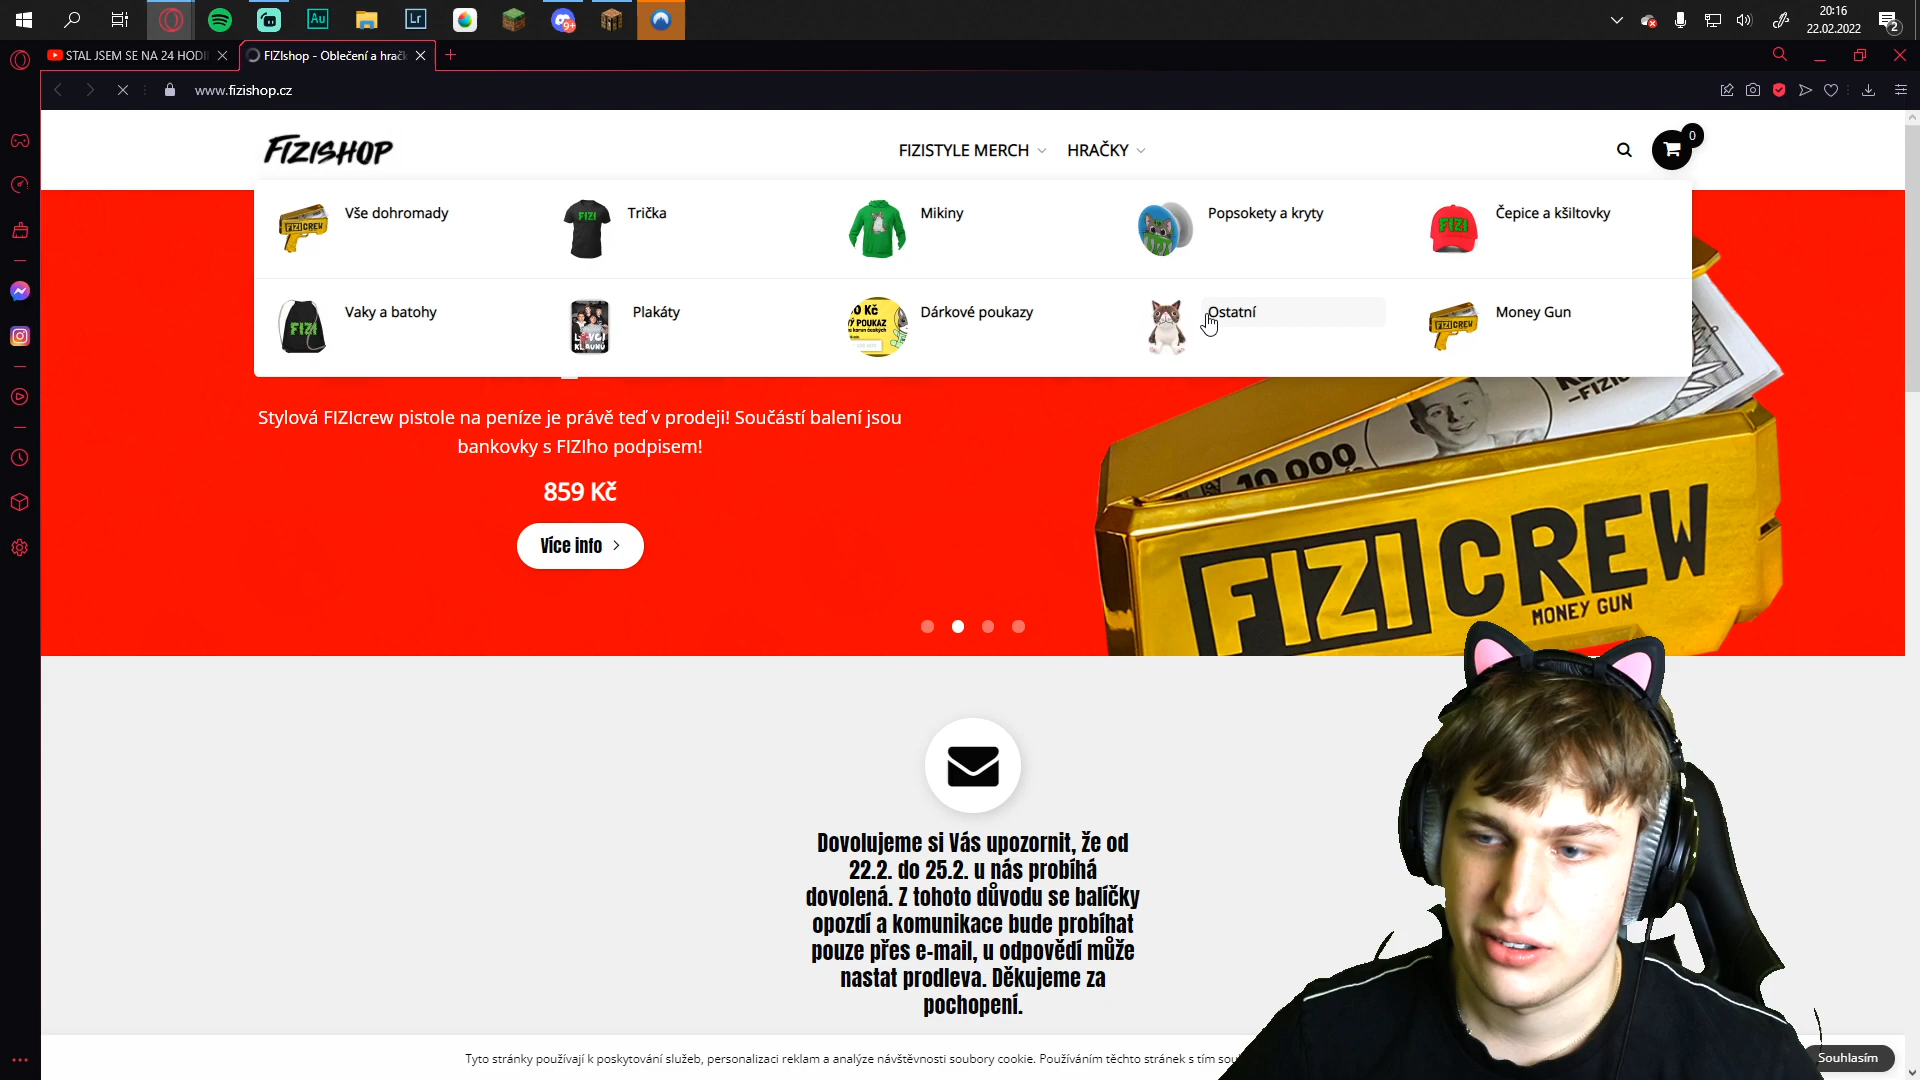 20:16
22.02.2022
2
9+
Au
Lr
STAL JSEM SE NA 24 HODI
FIZIshop - Oblečení a hrač
www.fizishop.cz
FIZISHOP
FIZISTYLE MERCH
HRAČKY
0
Vše dohromady
Trička
Mikiny
Popsokety a kryty
Čepice a kšiltovky
Vaky a batohy
Plakáty
Dárkové poukazy
Ostatní
Money Gun
Stylová FIZIcrew pistole na peníze je právě teď v prodeji! Součástí balení jsou
bankovky s FIZIho podpisem!
859 Kč
Více info
10 000
-FIZI
FIZI CREW
MONEY GUN
Dovolujeme si Vás upozornit, že od
22.2. do 25.2. u nás probíhá
dovolená. Z tohoto důvodu se balíčky
opozdí a komunikace bude probíhat
pouze přes e-mail, u odpovědí může
nastat prodleva. Děkujeme za
pochopení.
Tyto stránky používají k poskytování služeb, personalizaci reklam a analýze návštěvnosti soubory cookie. Používáním těchto stránek s tím
Souhlasím